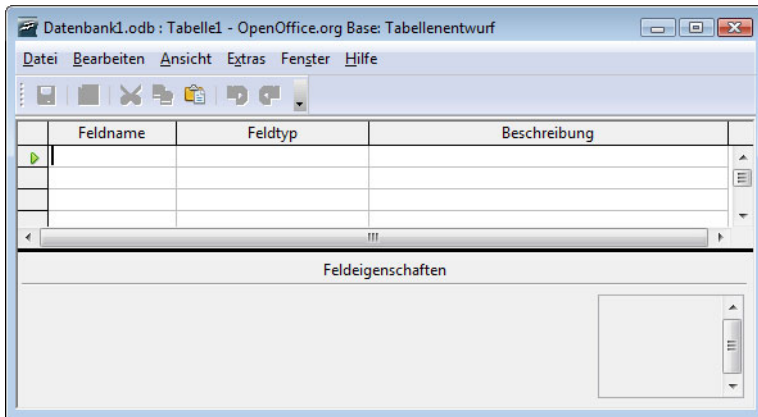 Datenbank1.odb : Tabelle1 - OpenOffice.org Base: Tabellenentwurf
Datei Bearbeiten Ansicht Extras Fenster Hilfe
Feldname Feldtyp Beschreibung
Feldeigenschaften